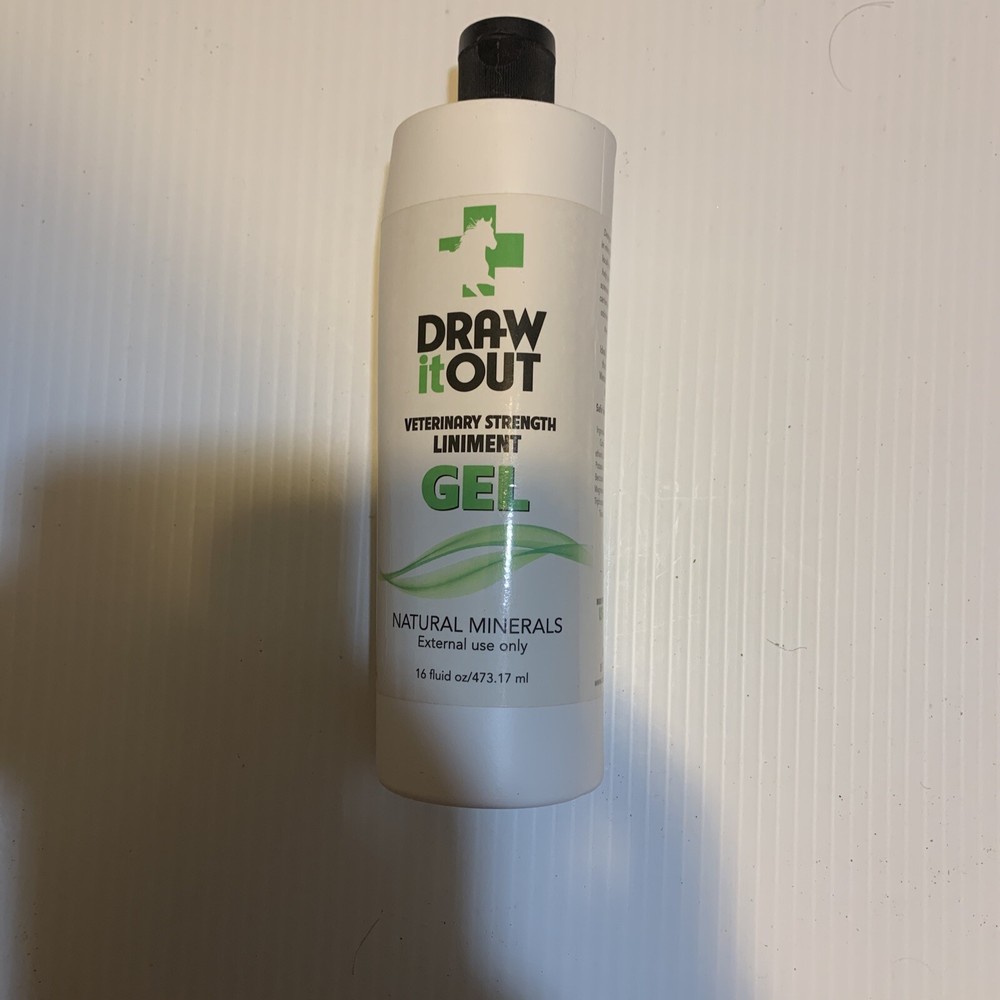 DRAW
itOUT
VETERINARY STRENGTH
LINIMENT
GEL
NATURAL MINERALS
External use only
16 fluid oz/473.17 ml